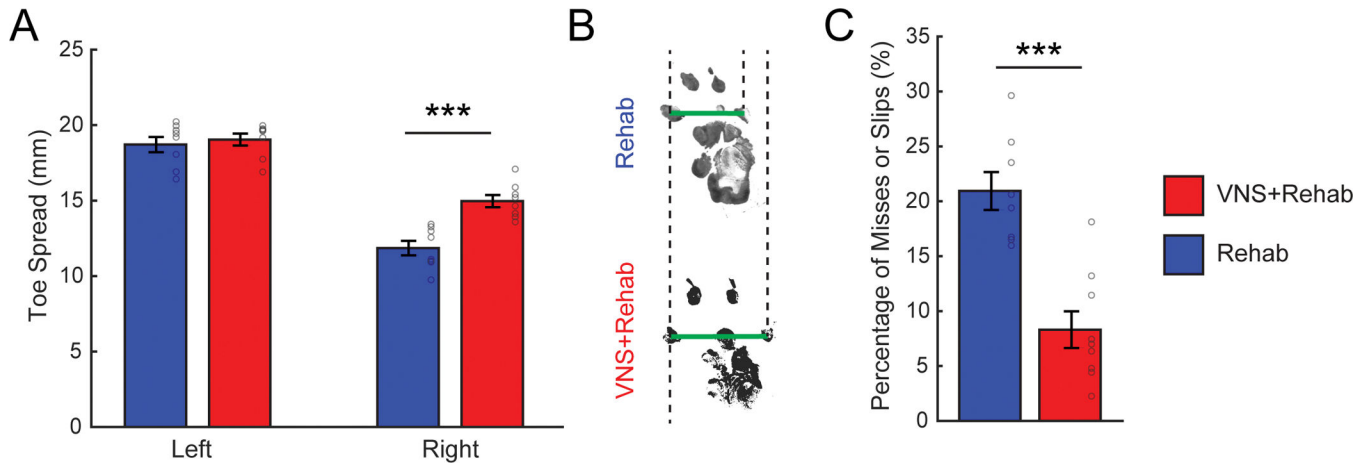 A
Toe Spread (mm)
25
20
15
10
5
0
***
Left
Right
B
Rehab
VNS+Rehab
C
Percentage of Misses or Slips (%)
35
30
25
20
15
10
5
0
***
VNS+Rehab
Rehab